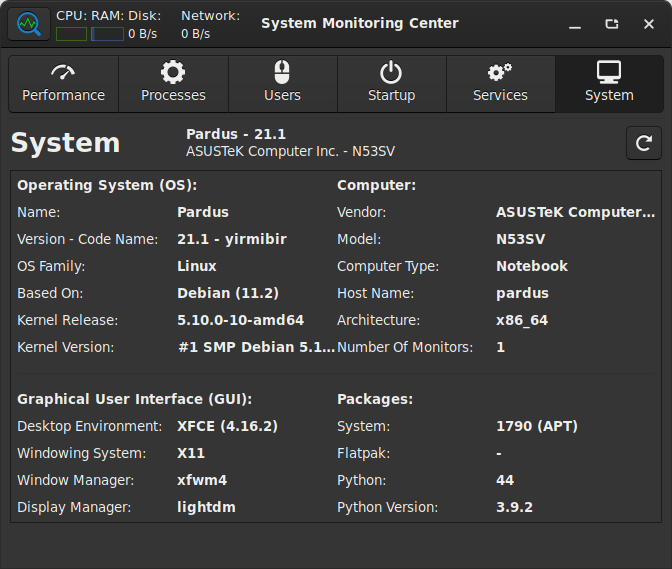 CPU: RAM: Disk: Network:
0 B/s 0 B/s
System Monitoring Center
Performance Processes Users Startup Services System
System
Pardus - 21.1
ASUSTeK Computer Inc. - N53SV
Operating System (OS):
Name: Pardus
Version - Code Name: 21.1 - yirmibir
OS Family: Linux
Based On: Debian (11.2)
Kernel Release: 5.10.0-10-amd64
Kernel Version: #1 SMP Debian 5.1...
Computer:
Vendor: ASUSTeK Computer...
Model: N53SV
Computer Type: Notebook
Host Name: pardus
Architecture: x86_64
Number Of Monitors: 1
Graphical User Interface (GUI):
Desktop Environment: XFCE (4.16.2)
Windowing System: X11
Window Manager: xfwm4
Display Manager: lightdm
Packages:
System: 1790 (APT)
Flatpak: -
Python: 44
Python Version: 3.9.2